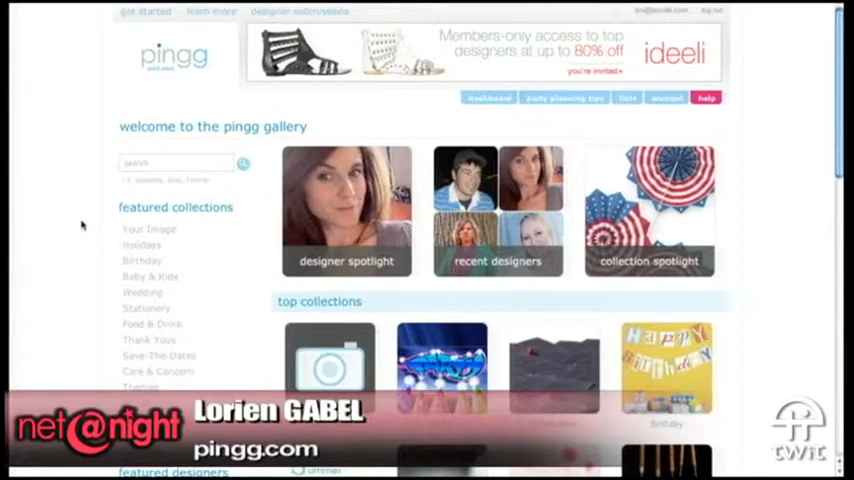 get started learn more designer submissions
log out
pingg
Members-only access to top
designers at up to 80% off
you're invited
ideeli
dashboard party planning tips lists account help
welcome to the pingg gallery
search
featured collections
Your Image
Holidays
Birthday
Baby & Kids
Wedding
Stationery
Food & Drink
Thank Yous
Save-The-Dates
Care & Concern
Themes
designer spotlight
recent designers
collection spotlight
top collections
HAPPY
Birthday
birthday
net@night
Lorien GABEL
pingg.com
twit
featured designers